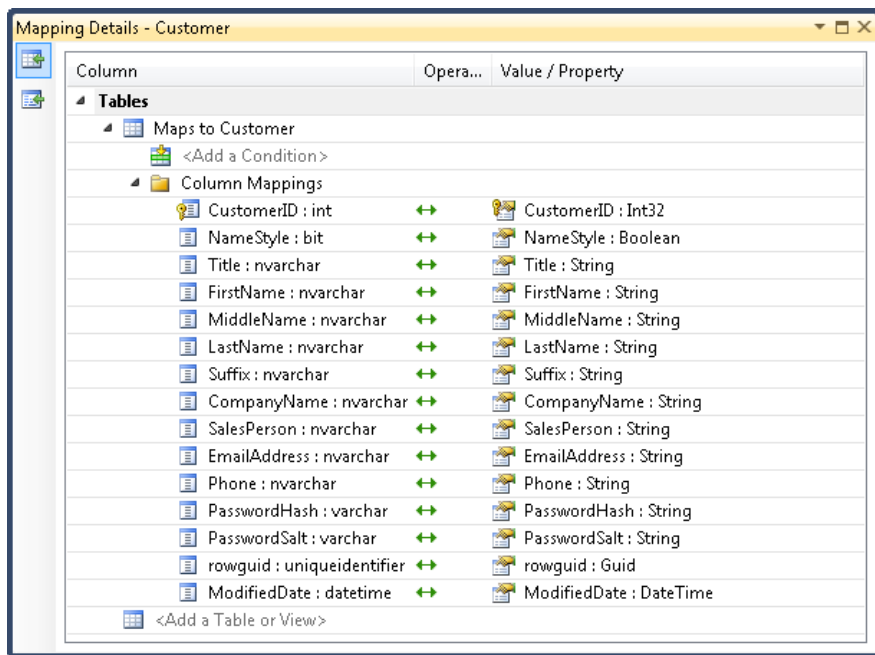 Mapping Details - Customer
Column Opera... Value / Property
Tables
Maps to Customer
<Add a Condition>
Column Mappings
CustomerID : int CustomerID : Int32
NameStyle : bit NameStyle : Boolean
Title : nvarchar Title : String
FirstName : nvarchar FirstName : String
MiddleName : nvarchar MiddleName : String
LastName : nvarchar LastName : String
Suffix : nvarchar Suffix : String
CompanyName : nvarchar CompanyName : String
SalesPerson : nvarchar SalesPerson : String
EmailAddress : nvarchar EmailAddress : String
Phone : nvarchar Phone : String
PasswordHash : varchar PasswordHash : String
PasswordSalt : varchar PasswordSalt : String
rowguid : uniqueidentifier rowguid : Guid
ModifiedDate : datetime ModifiedDate : DateTime
<Add a Table or View>